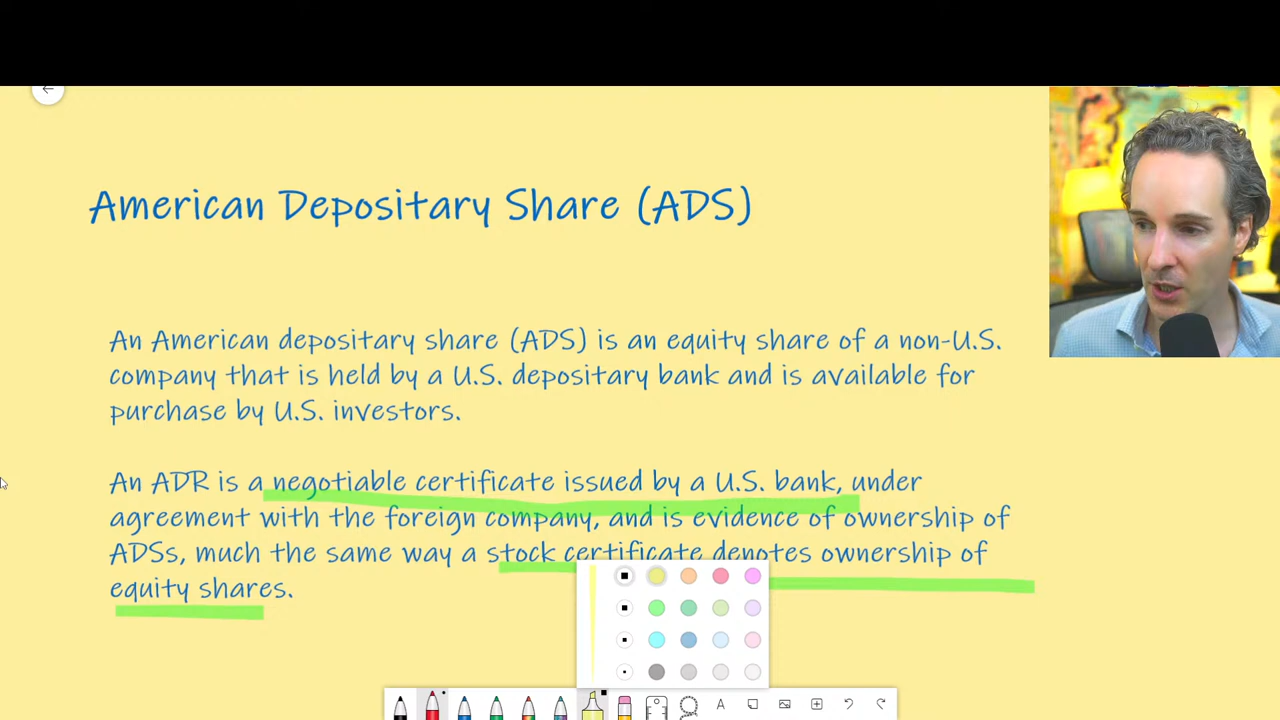 American Depositary Share (ADS)
An American depositary share (ADS) is an equity share of a non-U.S.
company that is held by a U.S. depositary bank and is available for
purchase by U.S. investors.
An ADR is a negotiable certificate issued by a U.S. bank, under
agreement with the foreign company, and is evidence of ownership of
ADSs, much the same way a stock certificate denotes ownership of
equity shares.
A